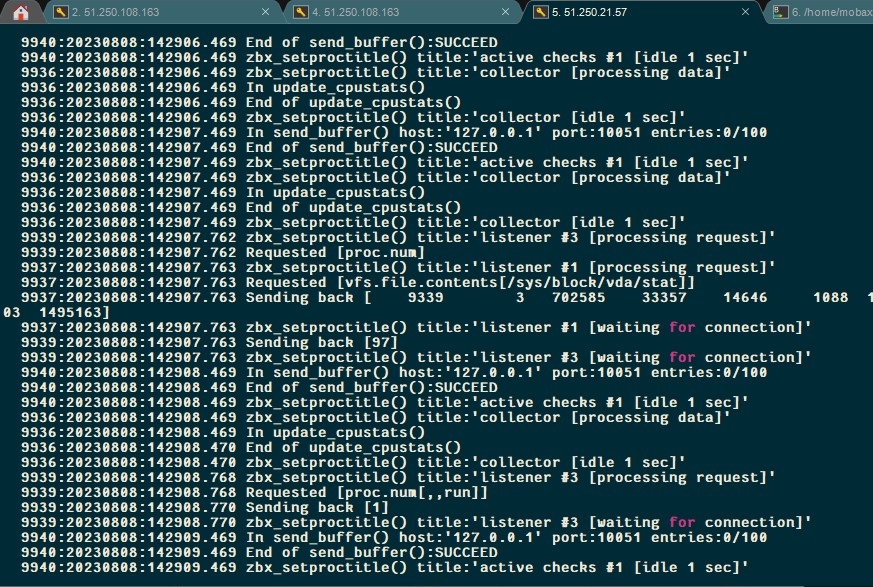 2. 51.250.108.163 4. 51.250.108.163 5. 51.250.21.57 6. /home/mobax
9940:20230808:142906.469 End of send_buffer():SUCCEED
9940:20230808:142906.469 zbx_setproctitle() title:'active checks #1 [idle 1 sec]'
9936:20230808:142906.469 zbx_setproctitle() title:'collector [processing data]'
9936:20230808:142906.469 In update_cpustats()
9936:20230808:142906.469 End of update_cpustats()
9936:20230808:142906.469 zbx_setproctitle() title:'collector [idle 1 sec]'
9940:20230808:142907.469 In send_buffer() host:'127.0.0.1' port:10051 entries:0/100
9940:20230808:142907.469 End of send_buffer():SUCCEED
9940:20230808:142907.469 zbx_setproctitle() title:'active checks #1 [idle 1 sec]'
9936:20230808:142907.469 zbx_setproctitle() title:'collector [processing data]'
9936:20230808:142907.469 In update_cpustats()
9936:20230808:142907.469 End of update_cpustats()
9936:20230808:142907.469 zbx_setproctitle() title:'collector [idle 1 sec]'
9939:20230808:142907.762 zbx_setproctitle() title:'listener #3 [processing request]'
9939:20230808:142907.762 Requested [proc.num]
9937:20230808:142907.763 zbx_setproctitle() title:'listener #1 [processing request]'
9937:20230808:142907.763 Requested [vfs.file.contents[/sys/block/vda/stat]]
9937:20230808:142907.763 Sending back [ 9339 3 702585 33357 14646 1088 1
03 1495163]
9937:20230808:142907.763 zbx_setproctitle() title:'listener #1 [waiting for connection]'
9939:20230808:142907.763 Sending back [97]
9939:20230808:142907.763 zbx_setproctitle() title:'listener #3 [waiting for connection]'
9940:20230808:142908.469 In send_buffer() host:'127.0.0.1' port:10051 entries:0/100
9940:20230808:142908.469 End of send_buffer():SUCCEED
9940:20230808:142908.469 zbx_setproctitle() title:'active checks #1 [idle 1 sec]'
9936:20230808:142908.469 zbx_setproctitle() title:'collector [processing data]'
9936:20230808:142908.469 In update_cpustats()
9936:20230808:142908.470 End of update_cpustats()
9936:20230808:142908.470 zbx_setproctitle() title:'collector [idle 1 sec]'
9939:20230808:142908.768 zbx_setproctitle() title:'listener #3 [processing request]'
9939:20230808:142908.768 Requested [proc.num[,,run]]
9939:20230808:142908.770 Sending back [1]
9939:20230808:142908.770 zbx_setproctitle() title:'listener #3 [waiting for connection]'
9940:20230808:142909.469 In send_buffer() host:'127.0.0.1' port:10051 entries:0/100
9940:20230808:142909.469 End of send_buffer():SUCCEED
9940:20230808:142909.469 zbx_setproctitle() title:'active checks #1 [idle 1 sec]'